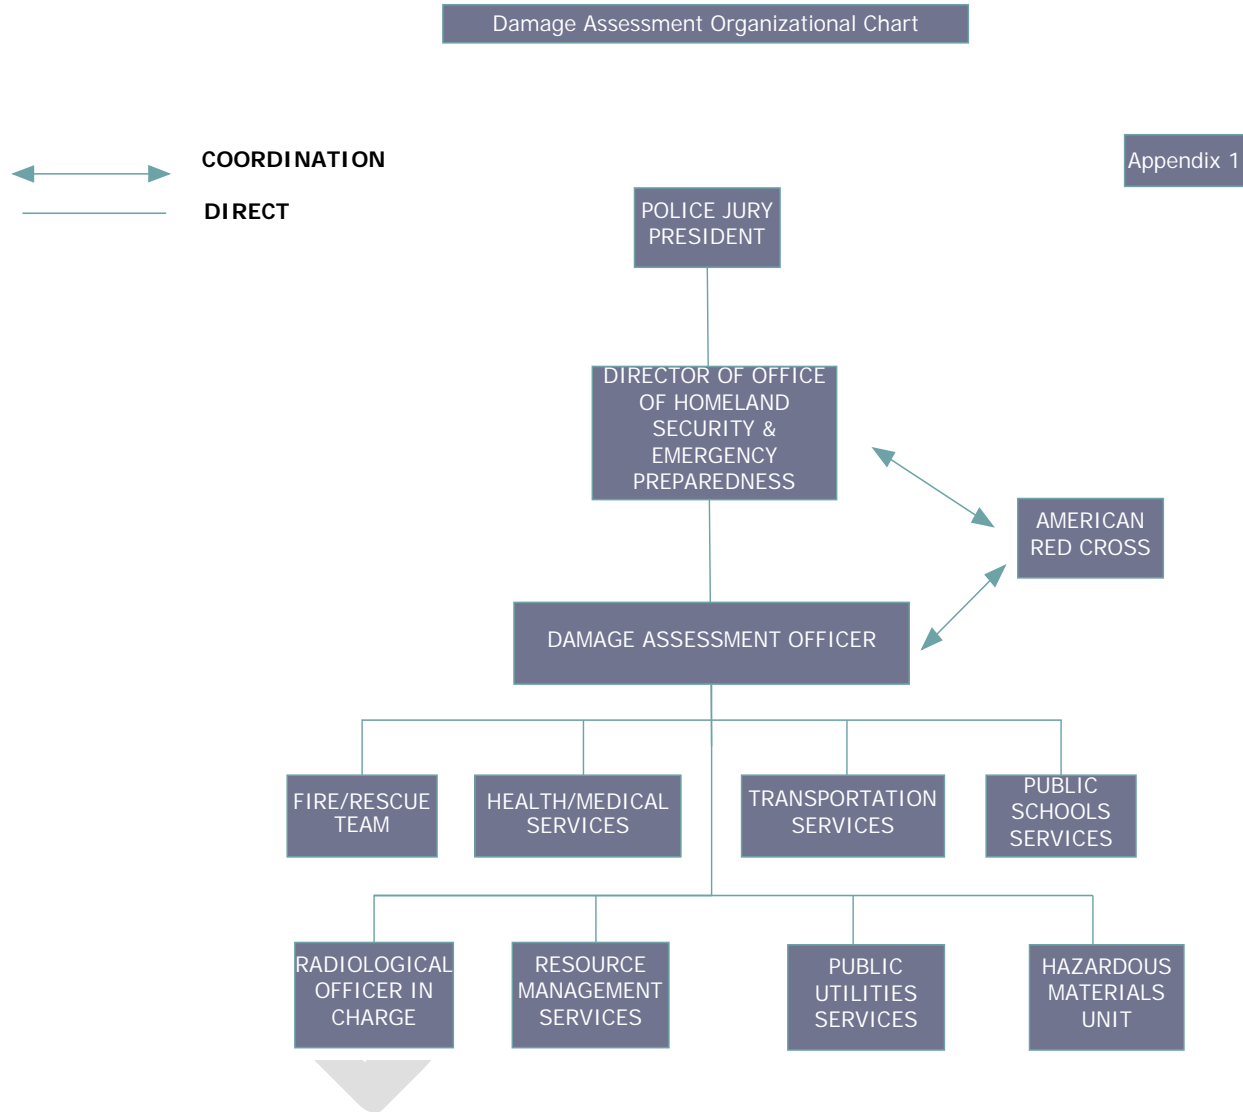 Damage Assessment Organizational Chart
COORDINATION
Appendix 1
DIRECT
POLICE JURY
PRESIDENT
DIRECTOR OF OFFICE
OF HOMELAND
SECURITY &
EMERGENCY
PREPAREDNESS
AMERICAN
RED CROSS
DAMAGE ASSESSMENT OFFICER
FIRE/RESCUE
TEAM
HEALTH/MEDICAL
SERVICES
TRANSPORTATION
SERVICES
PUBLIC
SCHOOLS
SERVICES
RADIOLOGICAL
OFFICER IN
CHARGE
RESOURCE
MANAGEMENT
SERVICES
PUBLIC
UTILITIES
SERVICES
HAZARDOUS
MATERIALS
UNIT